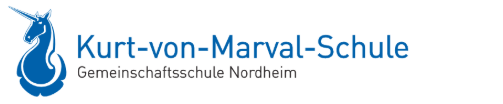 Kurt-von-Marval-Schule
Gemeinschaftsschule Nordheim